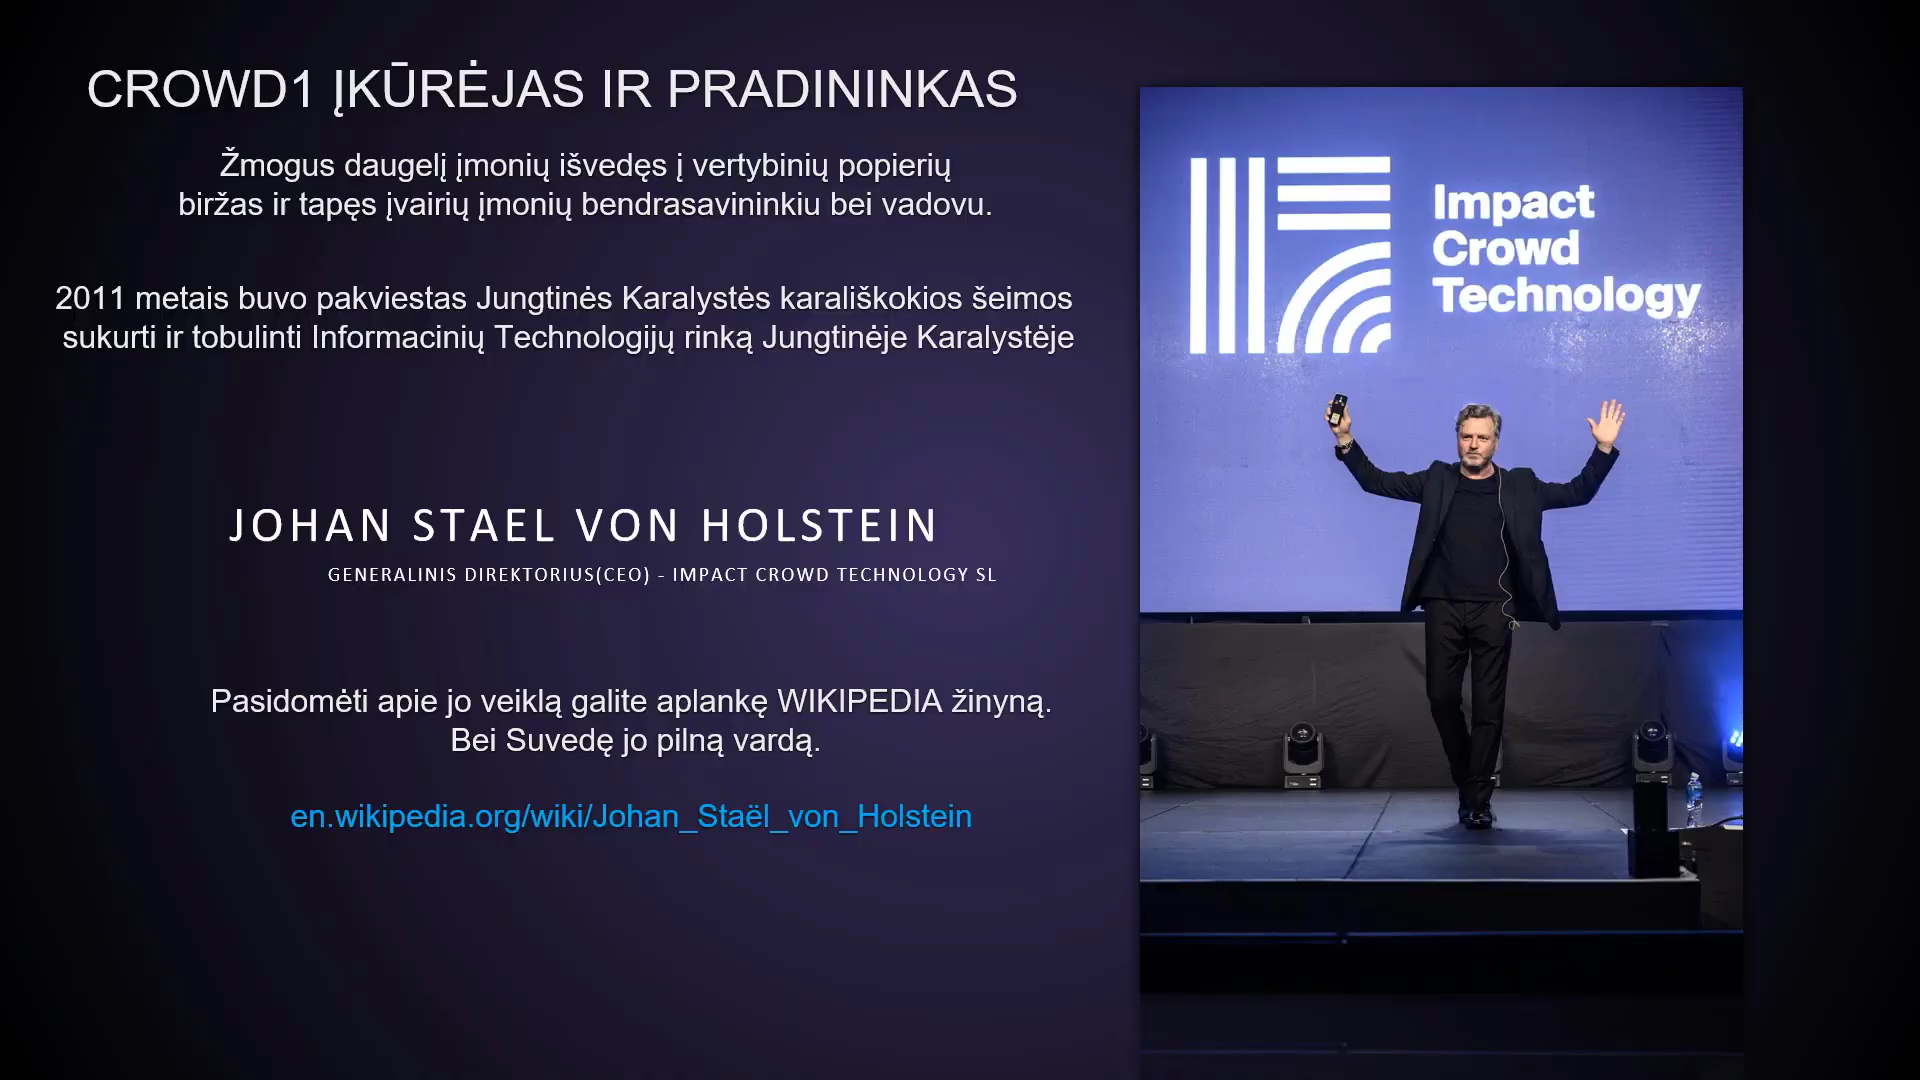 CROWD1 ĮKŪRĖJAS IR PRADININKAS
Žmogus daugelį įmonių išvedęs į vertybinių popierių
biržas ir tapęs įvairių įmonių bendrasavininkiu bei vadovu.
2011 metais buvo pakviestas Jungtinės Karalystės karališkokios šeimos
sukurti ir tobulinti Informacinių Technologijų rinką Jungtinėje Karalystėje
JOHAN STAEL VON HOLSTEIN
GENERALINIS DIREKTORIUS(CEO) - IMPACT CROWD TECHNOLOGY SL
Pasidomėti apie jo veiklą galite aplankę WIKIPEDIA žinyną.
Bei Suvedę jo pilną vardą.
en.wikipedia.org/wiki/Johan_Staël_von_Holstein
Impact
Crowd
Technology